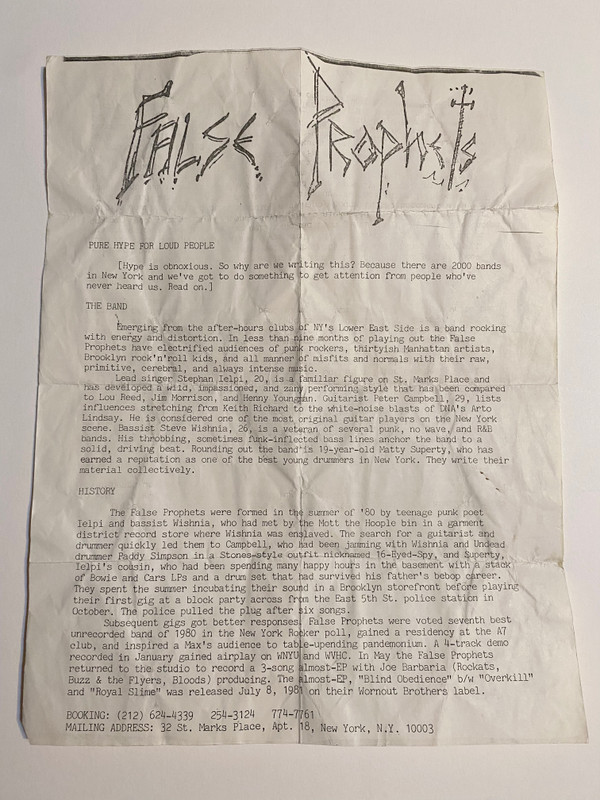 False Prophets
PURE HYPE FOR LOUD PEOPLE
[Hype is obnoxious. So why are we writing this? Because there are 2000 bands
in New York and we've got to do something to get attention from people who've
never heard us. Read on.]
THE BAND
Emerging from the after-hours clubs of NY's Lower East Side is a band rocking
with energy and distortion. In less than nine months of playing out the False
Prophets have electrified audiences of punk rockers, thirtyish Manhattan artists,
Brooklyn rock'n'roll kids, and all manner of misfits and normals with their raw,
primitive, cerebral, and always intense music.
Lead singer Stephan Ielpi, 20, is a familiar figure on St. Marks Place and
has developed a wild, impassioned, and zany performing style that has been compared
to Lou Reed, Jim Morrison, and Henny Youngman. Guitarist Peter Campbell, 29, lists
influences stretching from Keith Richard to the white-noise blasts of DNA's Arto
Lindsay. He is considered one of the most original guitar players on the New York
scene. Bassist Steve Wishnia, 26, is a veteran of several punk, no wave, and R&B
bands. His throbbing, sometimes funk-inflected bass lines anchor the band to a
solid, driving beat. Rounding out the band is 19-year-old Matty Superty, who has
earned a reputation as one of the best young drummers in New York. They write their
material collectively.
HISTORY
The False Prophets were formed in the summer of '80 by teenage punk poet
Ielpi and bassist Wishnia, who had met by the Mott the Hoople bin in a garment
district record store where Wishnia was enslaved. The search for a guitarist and
drummer quickly led them to Campbell, who had been jamming with Wishnia and Undead
drummer Paddy Simpson in a Stones-style outfit nicknamed 16-Eyed-Spy, and Superty,
Ielpi's cousin, who had been spending many happy hours in the basement with a stack
of Bowie and Cars LPs and a drum set that had survived his father's bebop career.
They spent the summer incubating their sound in a Brooklyn storefront before playing
their first gig at a block party across from the East 5th St. police station in
October. The police pulled the plug after six songs.
Subsequent gigs got better responses. False Prophets were voted seventh best
unrecorded band of 1980 in the New York Rocker poll, gained a residency at the A7
club, and inspired a Max's audience to table-upending pandemonium. A 4-track demo
recorded in January gained airplay on WNYU and WVHC. In May the False Prophets
returned to the studio to record a 3-song almost-EP with Joe Barbaria (Rockats,
Buzz & the Flyers, Bloods) producing. The almost-EP, "Blind Obedience" b/w "Overkill"
and "Royal Slime" was released July 8, 1981 on their Wornout Brothers label.
BOOKING: (212) 624-4339 254-3124 774-7761
MAILING ADDRESS: 32 St. Marks Place, Apt. 18, New York, N.Y. 10003